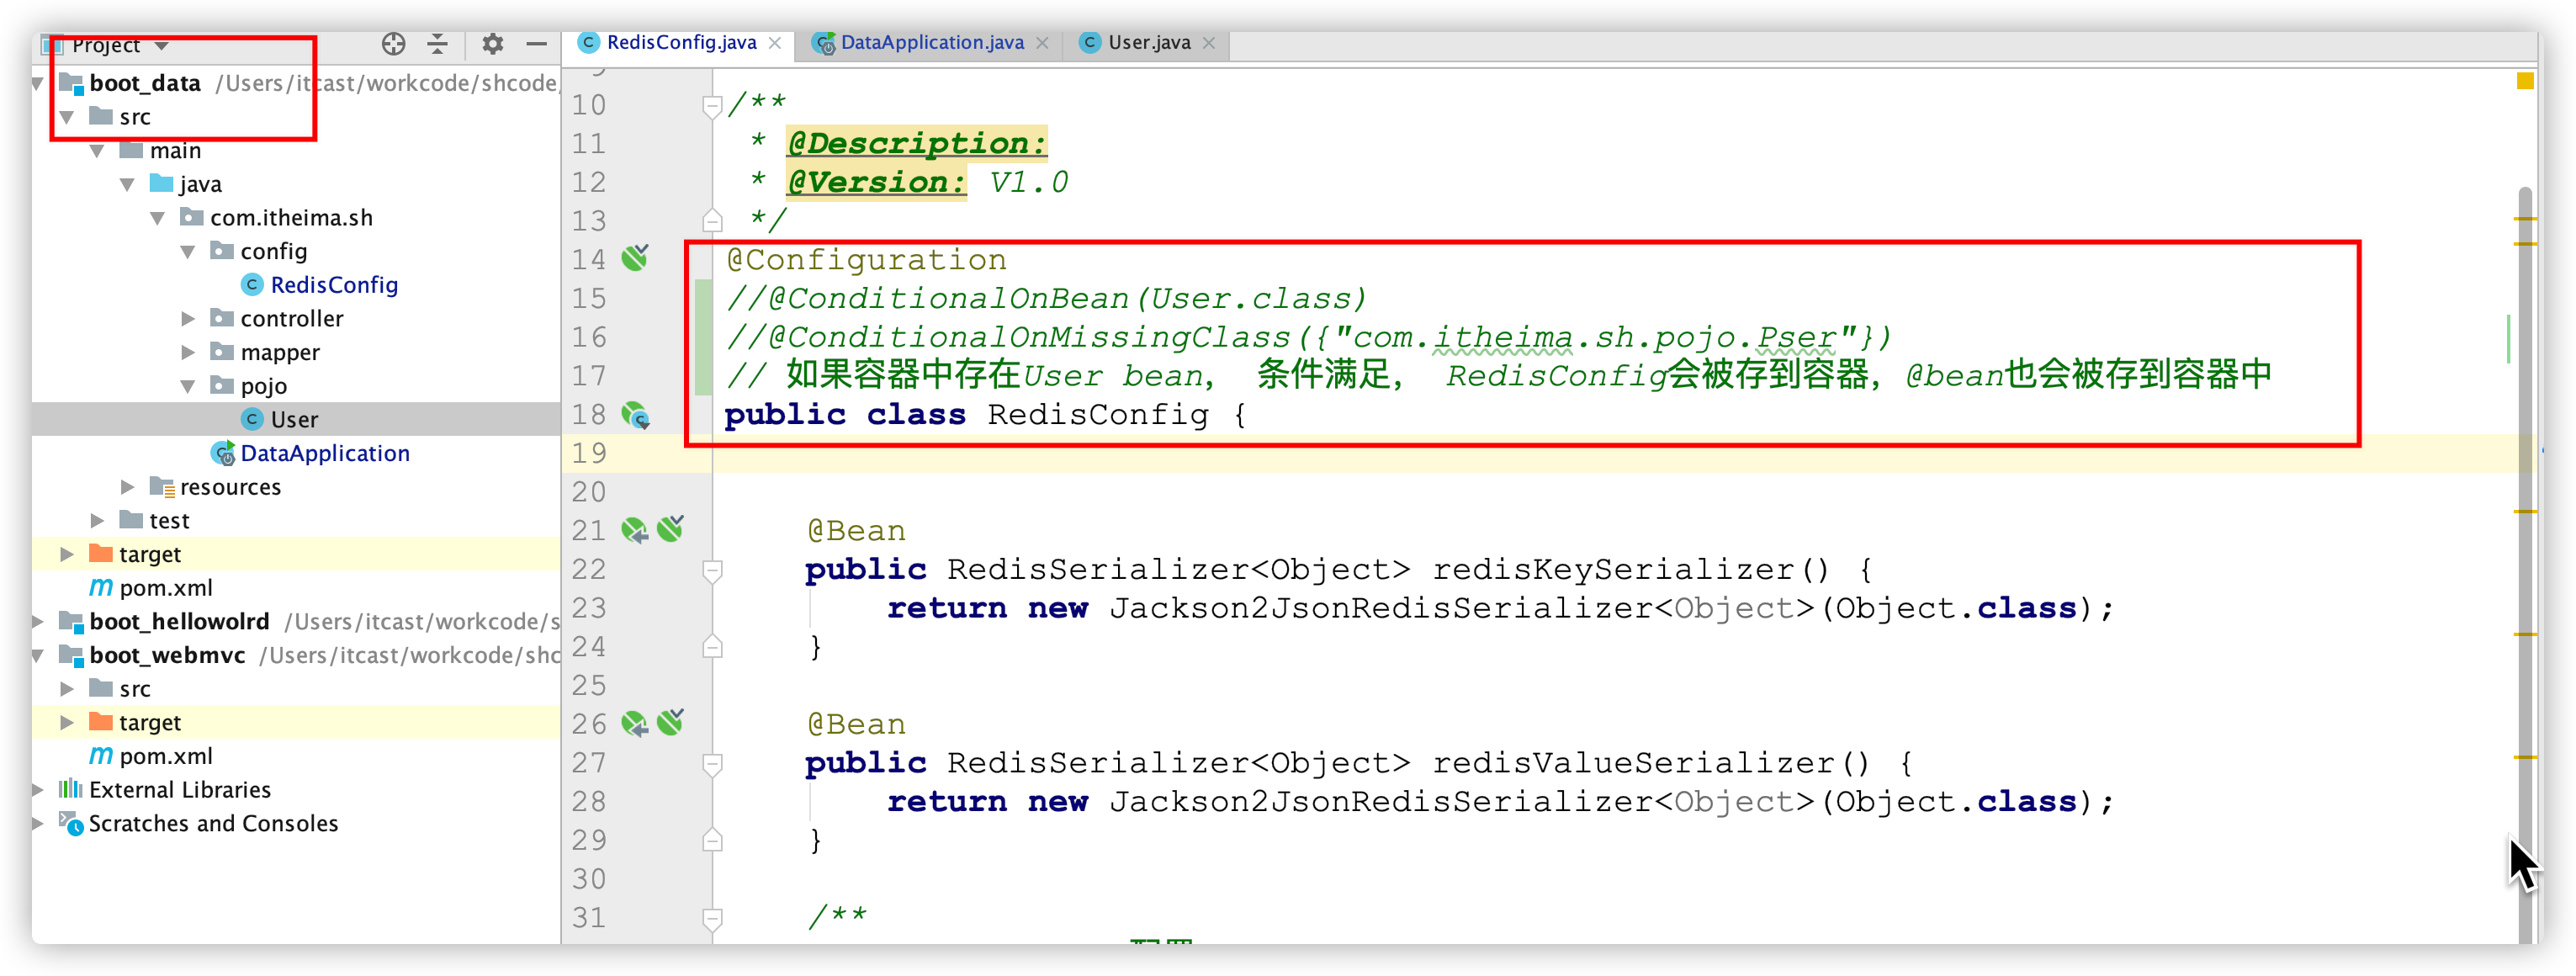 Project
boot_data /Users/itcast/workcode/shcode/
src
main
java
com.itheima.sh
config
RedisConfig
controller
mapper
pojo
User
DataApplication
resources
test
target
pom.xml
boot_hellowolrd /Users/itcast/workcode/s
boot_webmvc /Users/itcast/workcode/shc
src
target
pom.xml
External Libraries
Scratches and Consoles
RedisConfig.java
DataApplication.java
User.java
9
10 /**
11 * @Description:
12 * @Version: V1.0
13 */
14 @Configuration
15 //@ConditionalOnBean(User.class)
16 //@ConditionalOnMissingClass({"com.itheima.sh.pojo.Pser"})
17 // 如果容器中存在User bean， 条件满足， RedisConfig会被存到容器，@bean也会被存到容器中
18 public class RedisConfig {
19
20
21 @Bean
22 public RedisSerializer<Object> redisKeySerializer() {
23 return new Jackson2JsonRedisSerializer<Object>(Object.class);
24 }
25
26 @Bean
27 public RedisSerializer<Object> redisValueSerializer() {
28 return new Jackson2JsonRedisSerializer<Object>(Object.class);
29 }
30
31 /**